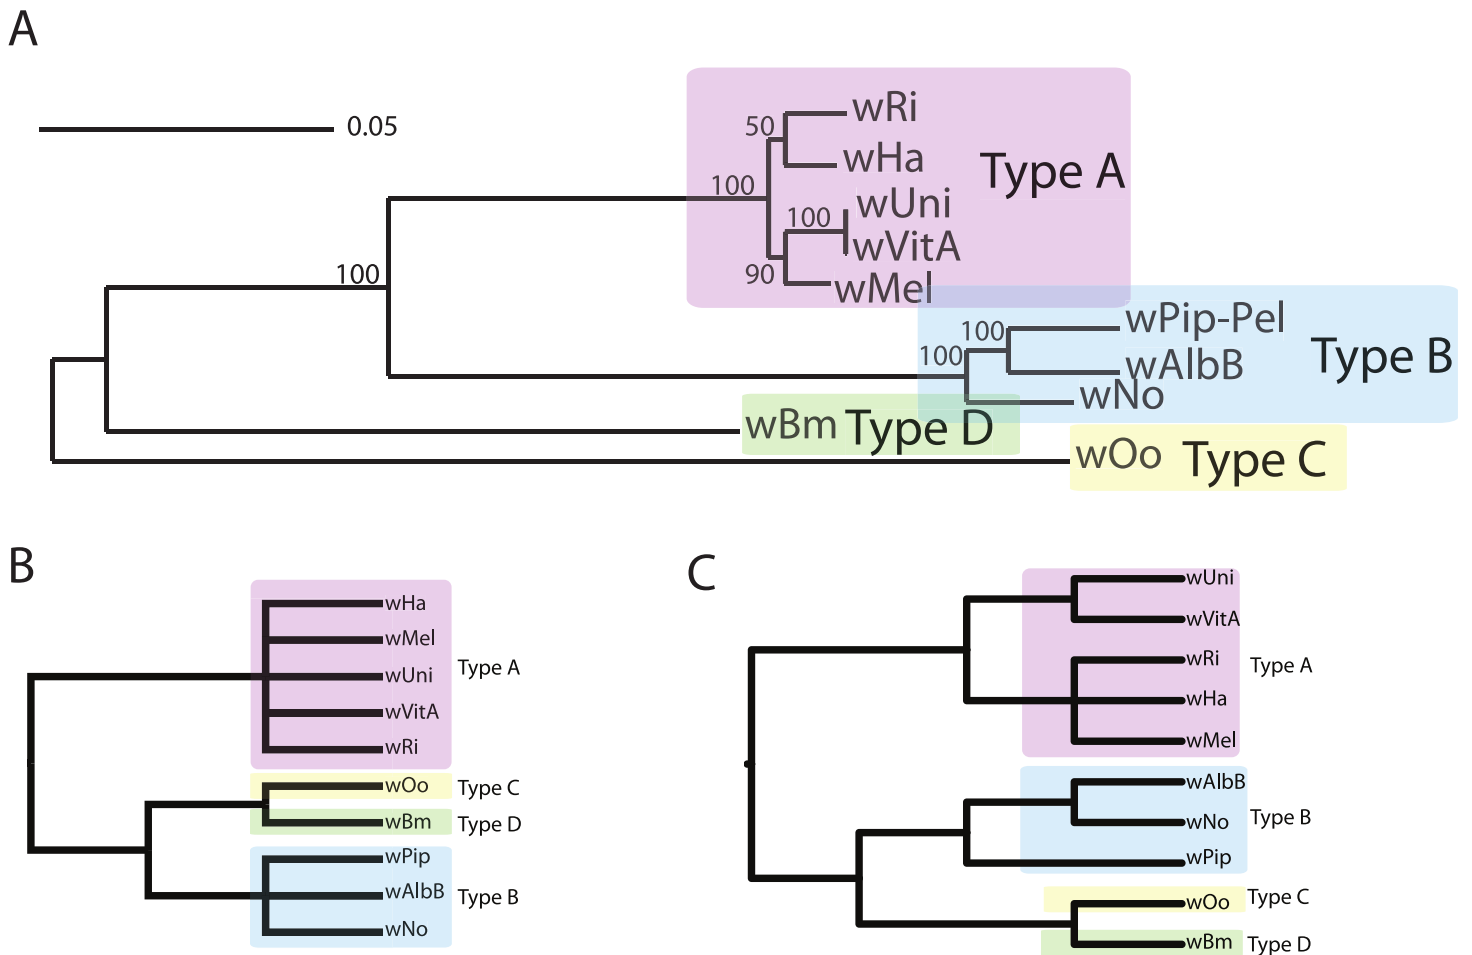 A
0.05
wRi
50
wHa
Type A
100
wUni
100
wVitA
90
wMel
100
wPip-Pel
100
100
wAlbB
Type B
wNo
wBm Type D
wOo Type C
B
wHa
wMel
wUni
Type A
wVitA
wRi
wOo
Type C
wBm
Type D
wPip
wAlbB
Type B
wNo
C
wUni
wVitA
wRi
Type A
wHa
wMel
wAlbB
wNo
Type B
wPip
wOo
Type C
wBm
Type D